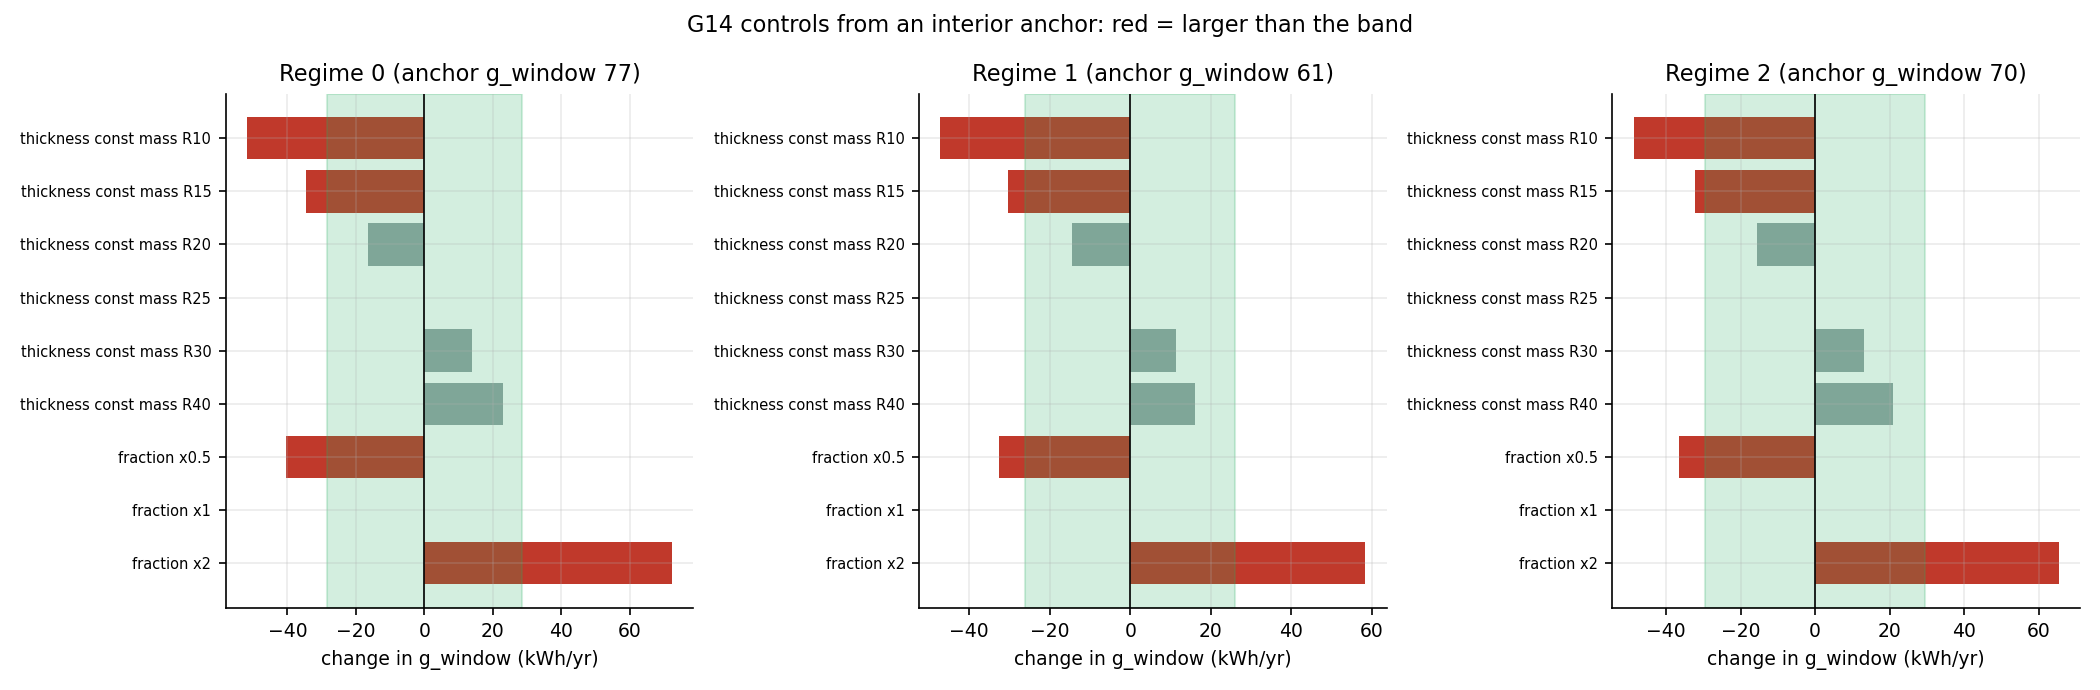 G14 controls from an interior anchor: red = larger than the band
Regime 0 (anchor g_window 77)
thickness const mass R10
thickness const mass R15
thickness const mass R20
thickness const mass R25
thickness const mass R30
thickness const mass R40
fraction x0.5
fraction x1
fraction x2
−40 −20 0 20 40 60
change in g_window (kWh/yr)
Regime 1 (anchor g_window 61)
thickness const mass R10
thickness const mass R15
thickness const mass R20
thickness const mass R25
thickness const mass R30
thickness const mass R40
fraction x0.5
fraction x1
fraction x2
−40 −20 0 20 40 60
change in g_window (kWh/yr)
Regime 2 (anchor g_window 70)
thickness const mass R10
thickness const mass R15
thickness const mass R20
thickness const mass R25
thickness const mass R30
thickness const mass R40
fraction x0.5
fraction x1
fraction x2
−40 −20 0 20 40 60
change in g_window (kWh/yr)